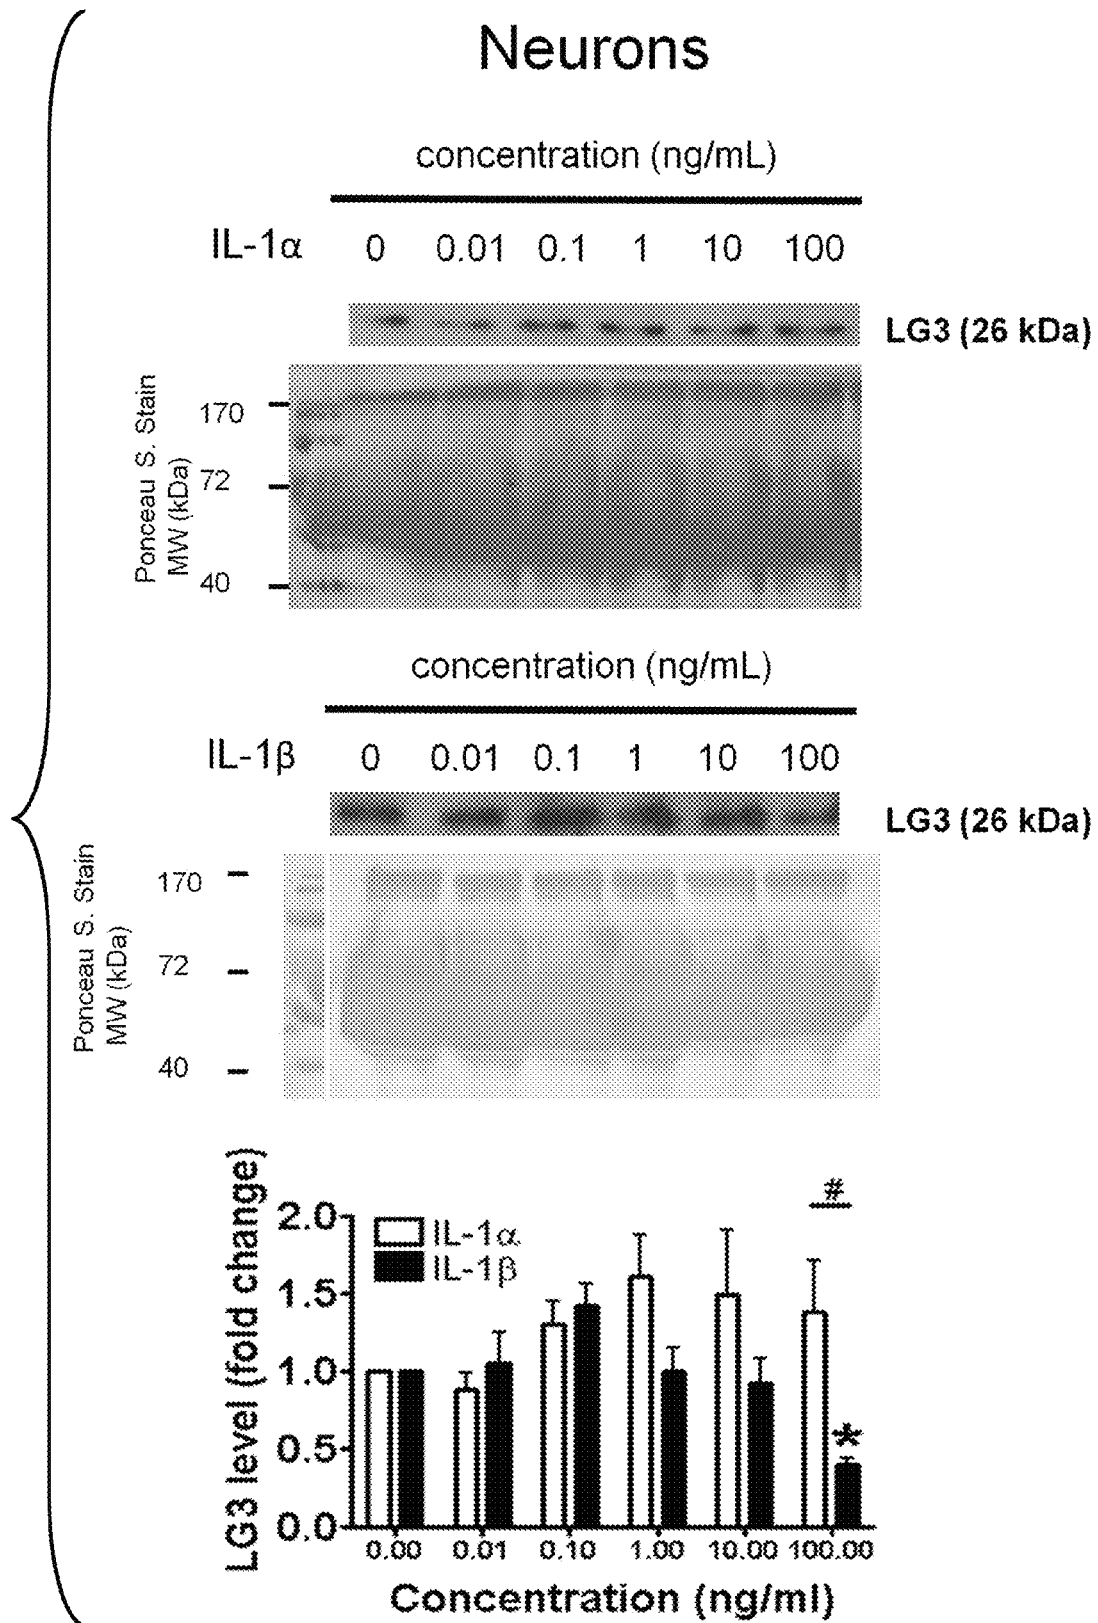 Neurons
concentration (ng/mL)
IL-1α 0 0.01 0.1 1 10 100
LG3 (26 kDa)
Ponceau S. Stain
MW (kDa)
170
72
40
concentration (ng/mL)
IL-1β 0 0.01 0.1 1 10 100
LG3 (26 kDa)
Ponceau S. Stain
MW (kDa)
170
72
40
LG3 level (fold change)
2.0
1.5
1.0
0.5
0.0
IL-1α
IL-1β
#
*
0.00 0.01 0.10 1.00 10.00 100.00
Concentration (ng/ml)